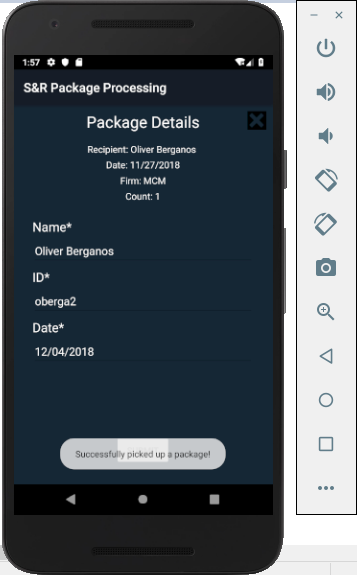 1:57
S&R Package Processing
Package Details
Recipient: Oliver Berganos
Date: 11/27/2018
Firm: MCM
Count: 1
Name*
Oliver Berganos
ID*
oberga2
Date*
12/04/2018
Successfully picked up a package!